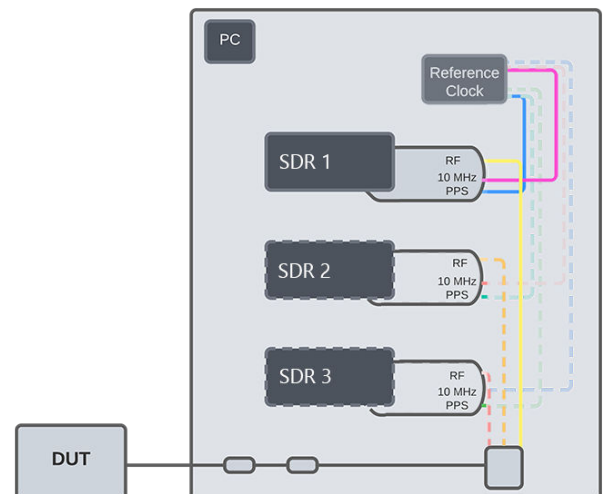 PC
Reference
Clock
SDR 1
RF
10 MHz
PPS
SDR 2
RF
10 MHz
PPS
SDR 3
RF
10 MHz
PPS
DUT